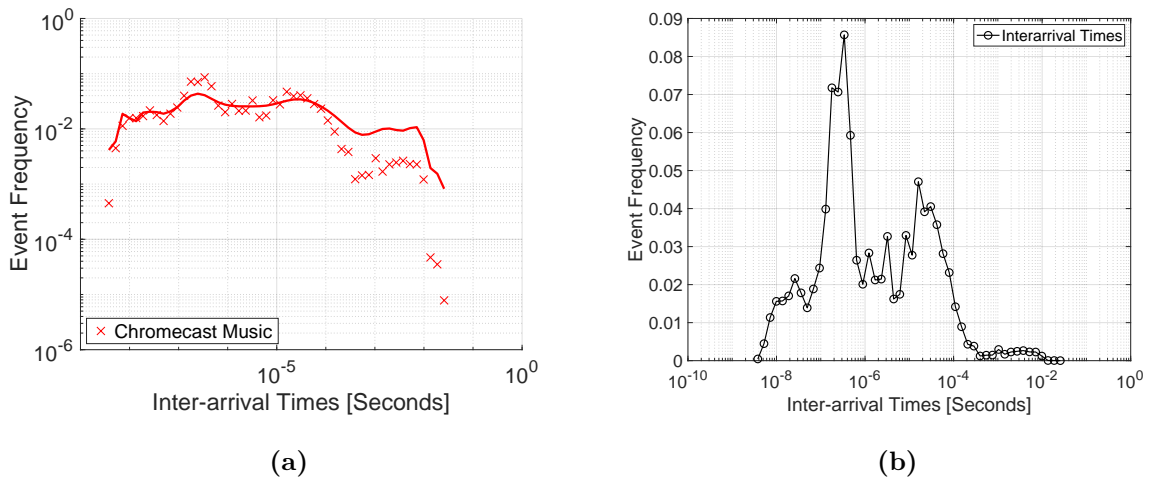 10^0
10^-2
10^-4
10^-6
Event Frequency
10^-5
10^0
Inter-arrival Times [Seconds]
Chromecast Music
(a)
0.09
0.08
0.07
0.06
0.05
0.04
0.03
0.02
0.01
0
Event Frequency
Interarrival Times
10^-10
10^-8
10^-6
10^-4
10^-2
10^0
Inter-arrival Times [Seconds]
(b)